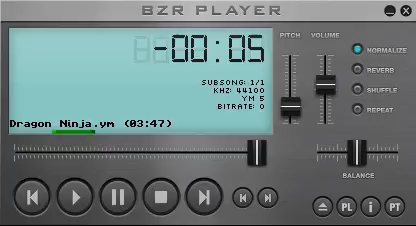 BZR PLAYER
-00:05
PITCH VOLUME
NORMALIZE
SUBSONG: 1/1
REVERB
KHZ: 44100
YM 5
SHUFFLE
BITRATE: 0
REPEAT
Dragon Ninja.ym (03:47)
BALANCE
PL i PT